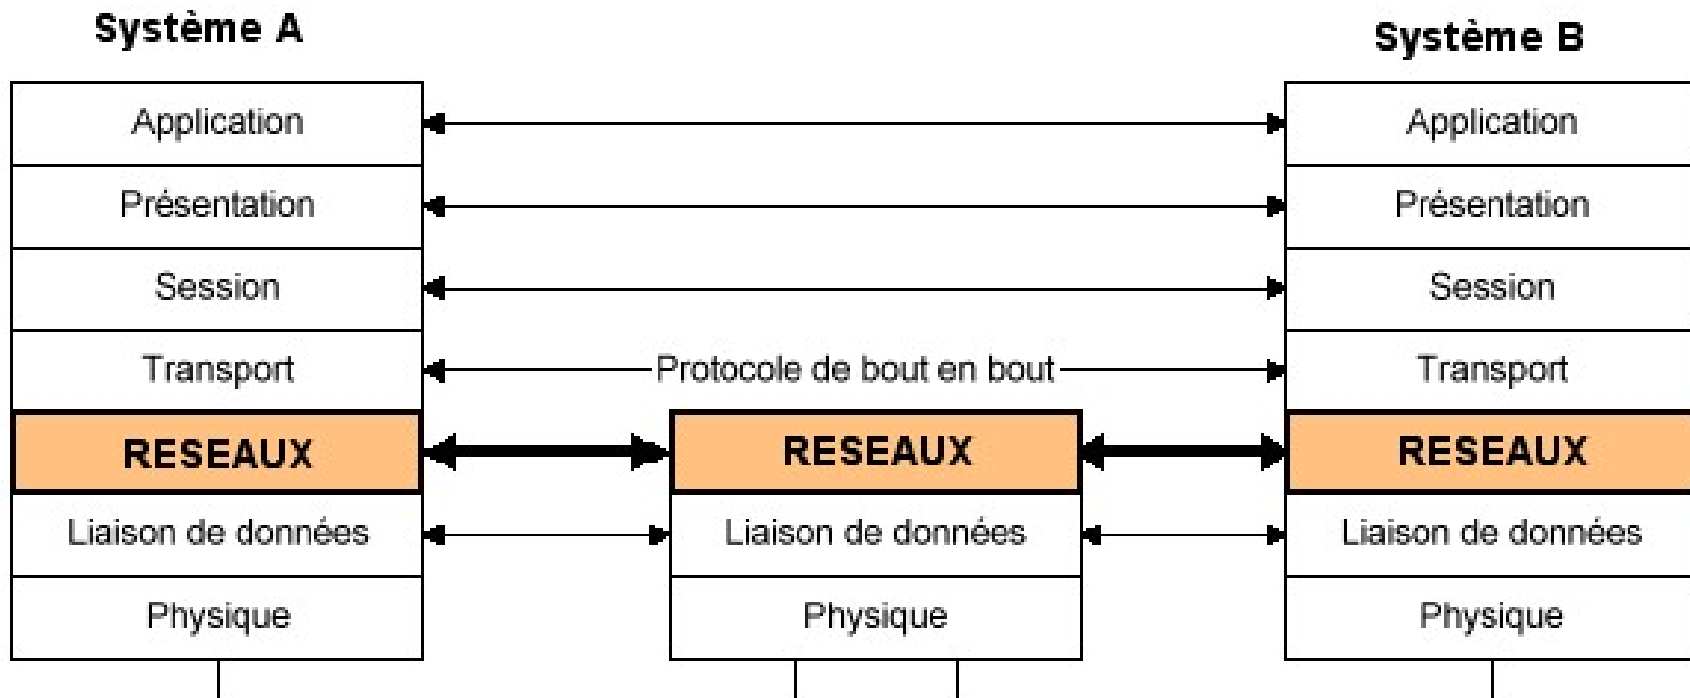 Système A
Système B
Application
Application
Présentation
Présentation
Session
Session
Transport
Protocole de bout en bout
Transport
RESEAUX
RESEAUX
RESEAUX
Liaison de données
Liaison de données
Liaison de données
Physique
Physique
Physique